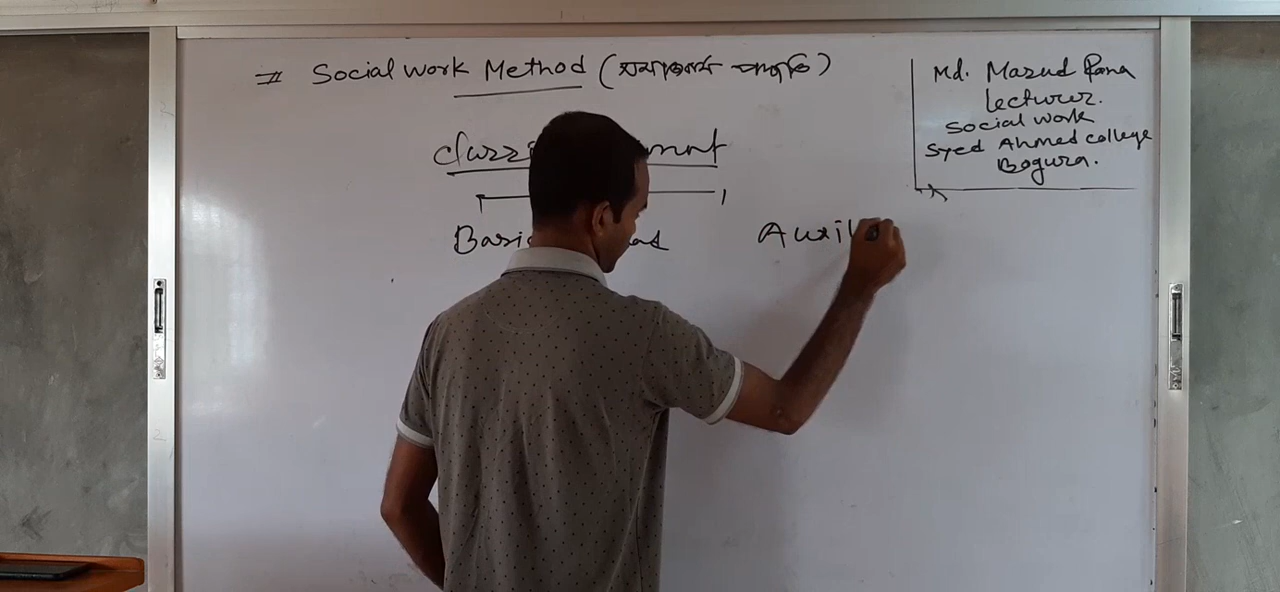 = Social work Method (সমাজকর্ম পদ্ধতি)
Basic
Auxil
Md. Masud Rana
Lecturer.
Social work
Syed Ahmed college
Bogura.